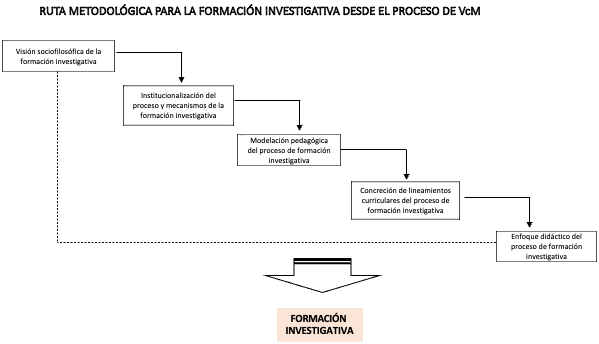 RUTA METODOLÓGICA PARA LA FORMACIÓN INVESTIGATIVA DESDE EL PROCESO DE VcM
Visión sociofilosófica de la
formación investigativa
Institucionalización del
proceso y mecanismos de la
formación investigativa
Modelación pedagógica
del proceso de formación
investigativa
Concreción de lineamientos
curriculares del proceso de
formación investigativa
Enfoque didáctico del
proceso de formación
investigativa
FORMACIÓN
INVESTIGATIVA